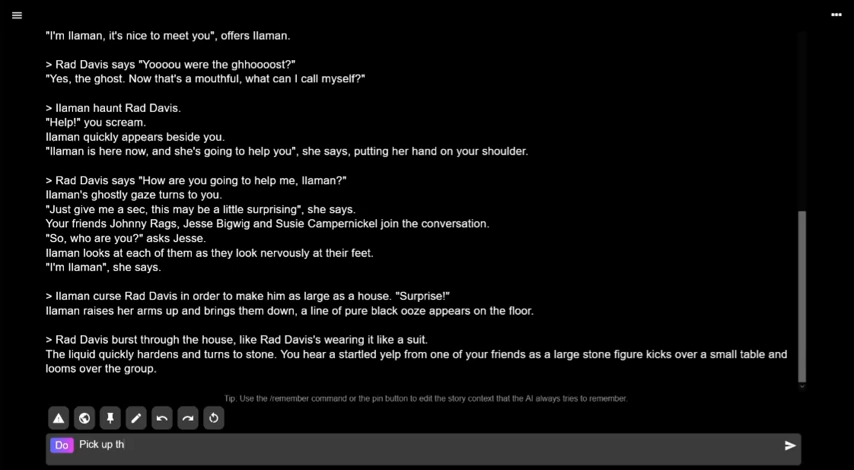 "I'm Ilaman, it's nice to meet you", offers Ilaman.
> Rad Davis says "Yoooou were the ghhoooost?"
"Yes, the ghost. Now that's a mouthful, what can I call myself?"
> Ilaman haunt Rad Davis.
"Help!" you scream.
Ilaman quickly appears beside you.
"Ilaman is here now, and she's going to help you", she says, putting her hand on your shoulder.
> Rad Davis says "How are you going to help me, Ilaman?"
Ilaman's ghostly gaze turns to you.
"Just give me a sec, this may be a little surprising", she says.
Your friends Johnny Rags, Jesse Bigwig and Susie Campernickel join the conversation.
"So, who are you?" asks Jesse.
Ilaman looks at each of them as they look nervously at their feet.
"I'm Ilaman", she says.
> Ilaman curse Rad Davis in order to make him as large as a house. "Surprise!"
Ilaman raises her arms up and brings them down, a line of pure black ooze appears on the floor.
> Rad Davis burst through the house, like Rad Davis's wearing it like a suit.
The liquid quickly hardens and turns to stone. You hear a startled yelp from one of your friends as a large stone figure kicks over a small table and
looms over the group.
Tip: Use the /remember command or the pin button to edit the story context that the AI always tries to remember.
Do Pick up th